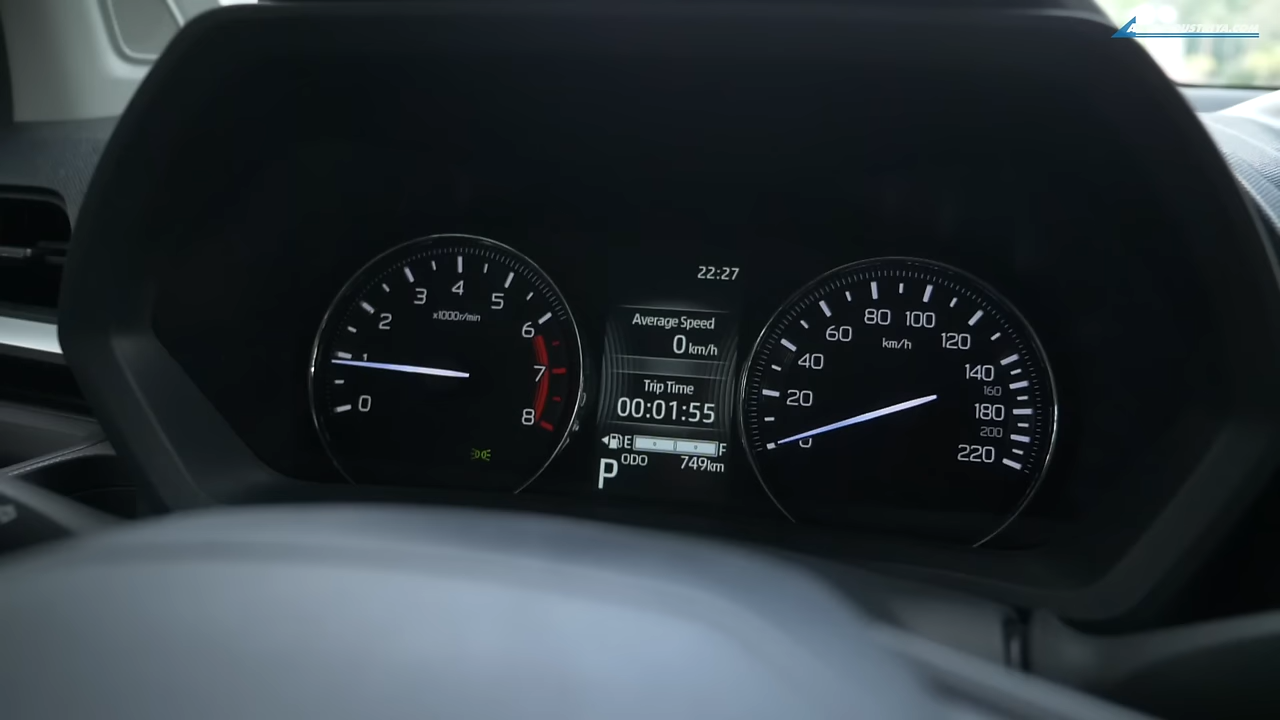 22:27
0
1
2
3
4
5
6
7
8
x1000r/min
Average Speed
0 km/h
Trip Time
00:01:55
E F
P
ODO 749km
0
20
40
60
80
100
120
140
160
180
200
220
km/h